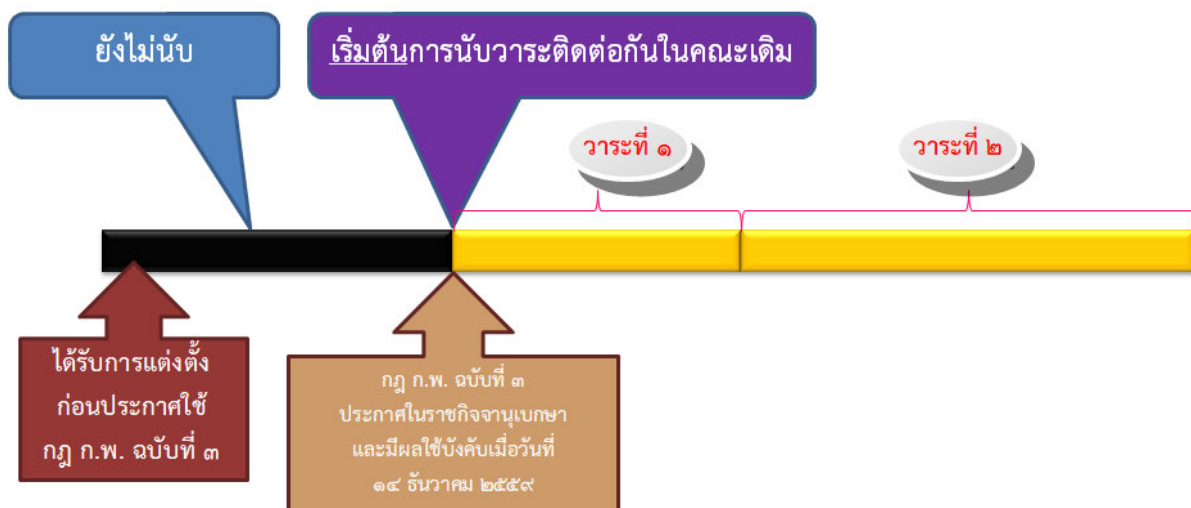 ยังไม่นับ
เริ่มต้นการนับวาระติดต่อกันในคณะเดิม
วาระที่ ๑
วาระที่ ๒
ได้รับการแต่งตั้ง
ก่อนประกาศใช้
กฎ ก.พ. ฉบับที่ ๓
กฎ ก.พ. ฉบับที่ ๓
ประกาศในราชกิจจานุเบกษา
และมีผลใช้บังคับเมื่อวันที่
๑๔ ธันวาคม ๒๕๕๙